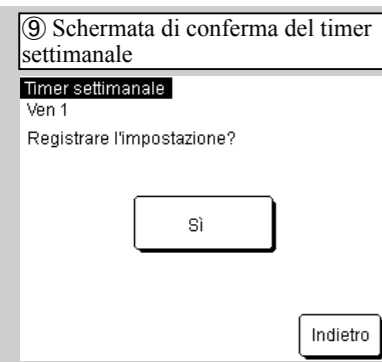 ⑨ Schermata di conferma del timer
settimanale
Timer settimanale
Ven 1
Registrare l'impostazione?
Sì
Indietro